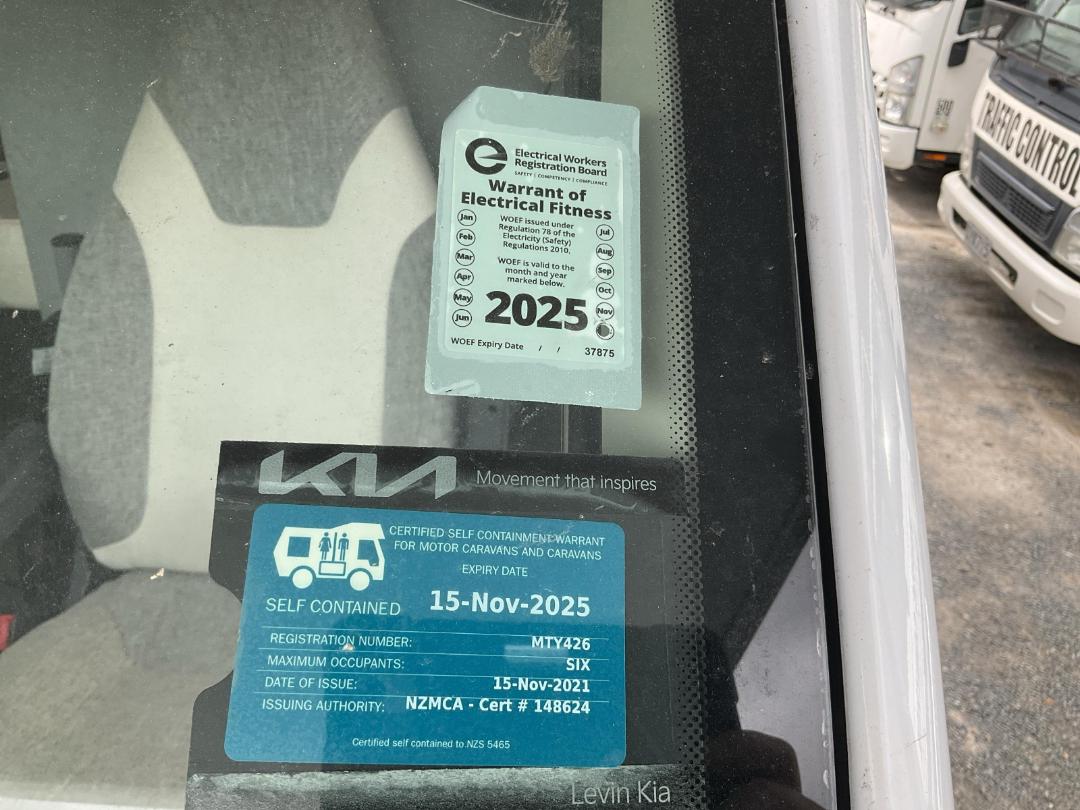 Electrical Workers
Registration Board
SAFETY | COMPETENCY | COMPLIANCE
Warrant of
Electrical Fitness
Jan
Feb
Mar
Apr
May
Jun
WOEF issued under
Regulation 78 of the
Electricity (Safety)
Regulations 2010.
WOEF is valid to the
month and year
marked below.
2025
Jul
Aug
Sep
Oct
Nov
WOEF Expiry Date / / 37875
TRAFFIC CONTROL
KIA Movement that inspires
CERTIFIED SELF CONTAINMENT WARRANT
FOR MOTOR CARAVANS AND CARAVANS
EXPIRY DATE
SELF CONTAINED 15-Nov-2025
REGISTRATION NUMBER: MTY426
MAXIMUM OCCUPANTS: SIX
DATE OF ISSUE: 15-Nov-2021
ISSUING AUTHORITY: NZMCA - Cert # 148624
Certified self contained to NZS 5465
Levin Kia